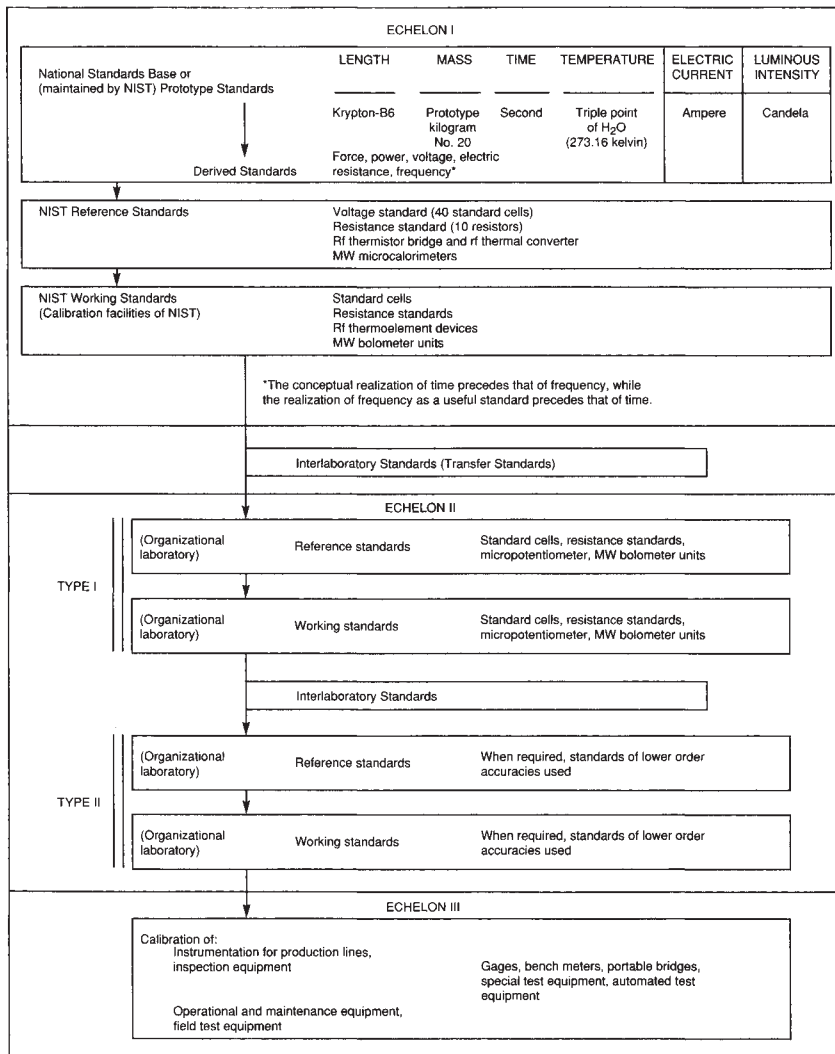 ECHELON I
National Standards Base or
(maintained by NIST) Prototype Standards
LENGTH MASS TIME TEMPERATURE ELECTRIC CURRENT LUMINOUS INTENSITY
Krypton-B6 Prototype kilogram No. 20 Second Triple point of H₂O (273.16 kelvin) Ampere Candela
Derived Standards
Force, power, voltage, electric
resistance, frequency*
NIST Reference Standards
Voltage standard (40 standard cells)
Resistance standard (10 resistors)
Rf thermistor bridge and rf thermal converter
MW microcalorimeters
NIST Working Standards
(Calibration facilities of NIST)
Standard cells
Resistance standards
Rf thermoelement devices
MW bolometer units
*The conceptual realization of time precedes that of frequency, while
the realization of frequency as a useful standard precedes that of time.
Interlaboratory Standards (Transfer Standards)
ECHELON II
TYPE I
(Organizational
laboratory)
Reference standards
Standard cells, resistance standards,
micropotentiometer, MW bolometer units
(Organizational
laboratory)
Working standards
Standard cells, resistance standards,
micropotentiometer, MW bolometer units
Interlaboratory Standards
TYPE II
(Organizational
laboratory)
Reference standards
When required, standards of lower order
accuracies used
(Organizational
laboratory)
Working standards
When required, standards of lower order
accuracies used
ECHELON III
Calibration of:
Instrumentation for production lines,
inspection equipment
Operational and maintenance equipment,
field test equipment
Gages, bench meters, portable bridges,
special test equipment, automated test
equipment